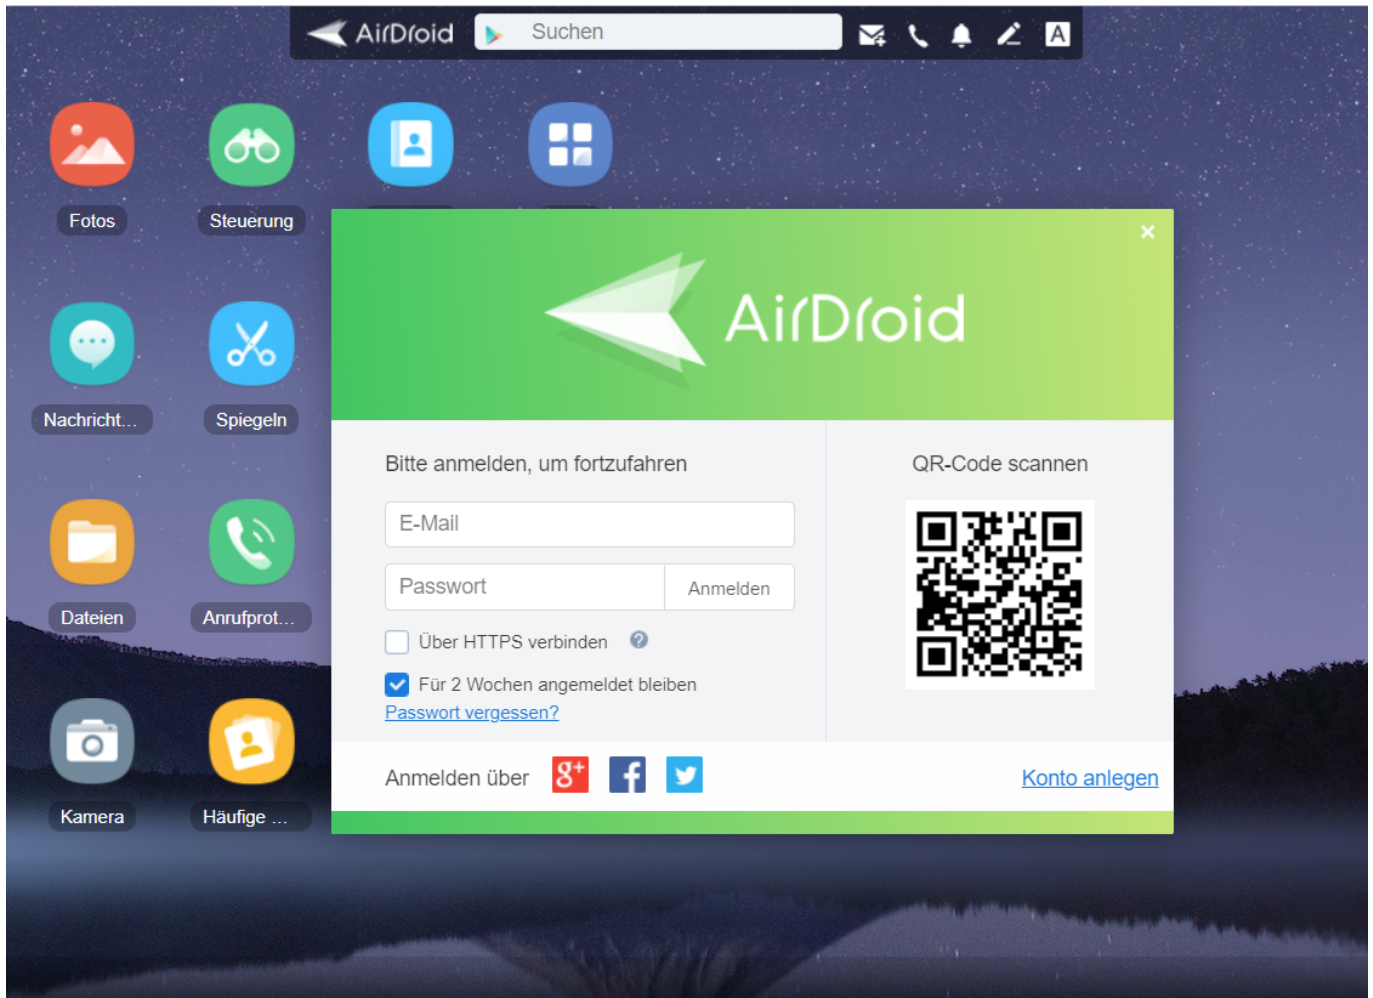 AirDroid
Suchen
A
Fotos
Steuerung
Nachricht...
Spiegeln
Dateien
Anrufprot...
Kamera
Häufige ...
×
AirDroid
Bitte anmelden, um fortzufahren
E-Mail
Passwort
Anmelden
Über HTTPS verbinden ?
Für 2 Wochen angemeldet bleiben
Passwort vergessen?
QR-Code scannen
Anmelden über g+ f
Konto anlegen